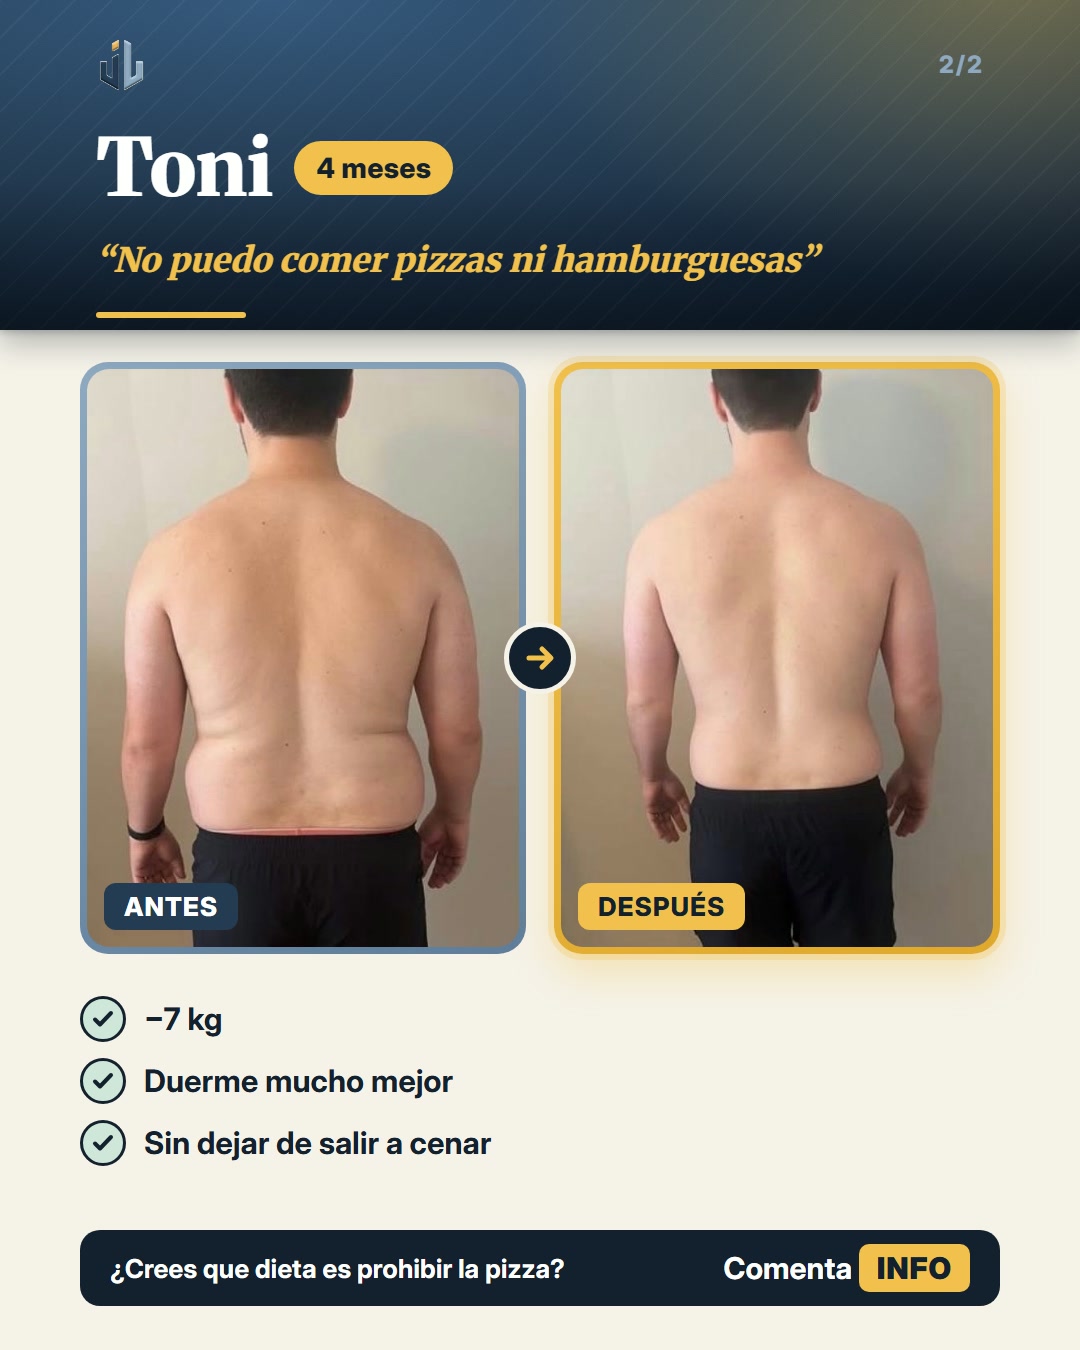 2/2
Toni
4 meses
“No puedo comer pizzas ni hamburguesas”
ANTES
DESPUÉS
−7 kg
Duerme mucho mejor
Sin dejar de salir a cenar
¿Crees que dieta es prohibir la pizza?
Comenta INFO